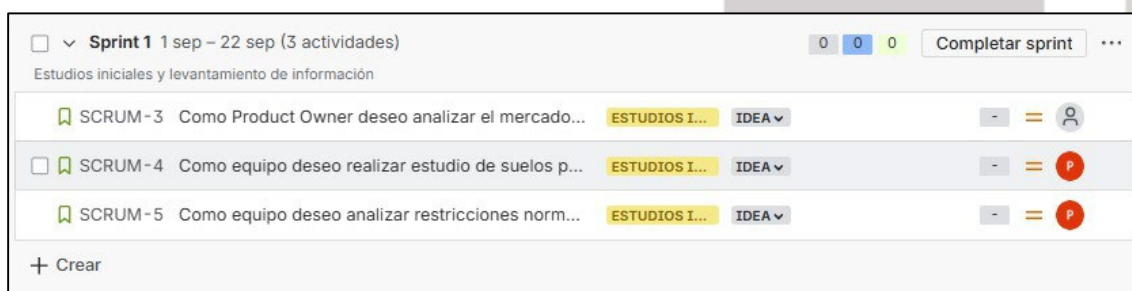 Sprint 1 1 sep – 22 sep (3 actividades) 0 0 0 Completar sprint ...
Estudios iniciales y levantamiento de información
SCRUM-3 Como Product Owner deseo analizar el mercado... ESTUDIOS I... IDEA - 
SCRUM-4 Como equipo deseo realizar estudio de suelos p... ESTUDIOS I... IDEA - P
SCRUM-5 Como equipo deseo analizar restricciones norm... ESTUDIOS I... IDEA - P
+ Crear